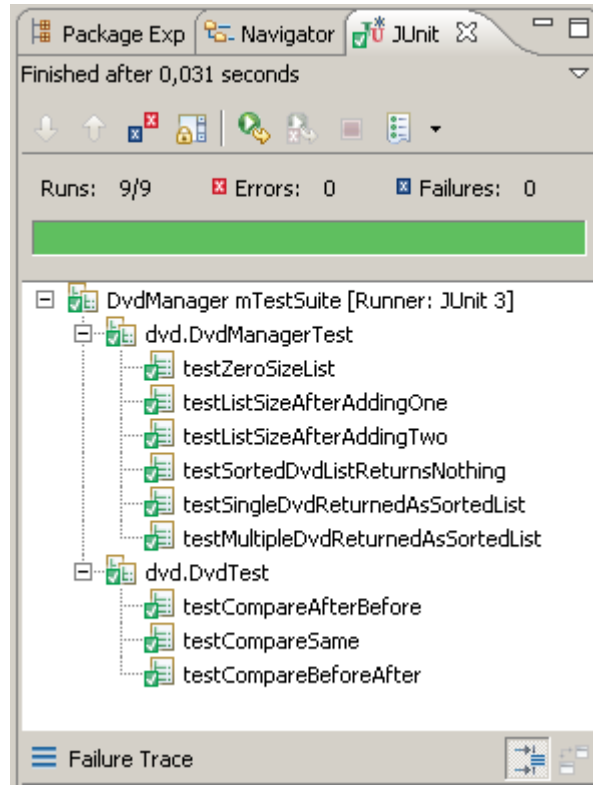 Package Exp Navigator JUnit
Finished after 0,031 seconds
Runs: 9/9 Errors: 0 Failures: 0
DvdManager mTestSuite [Runner: JUnit 3]
dvd.DvdManagerTest
testZeroSizeList
testListSizeAfterAddingOne
testListSizeAfterAddingTwo
testSortedDvdListReturnsNothing
testSingleDvdReturnedAsSortedList
testMultipleDvdReturnedAsSortedList
dvd.DvdTest
testCompareAfterBefore
testCompareSame
testCompareBeforeAfter
Failure Trace